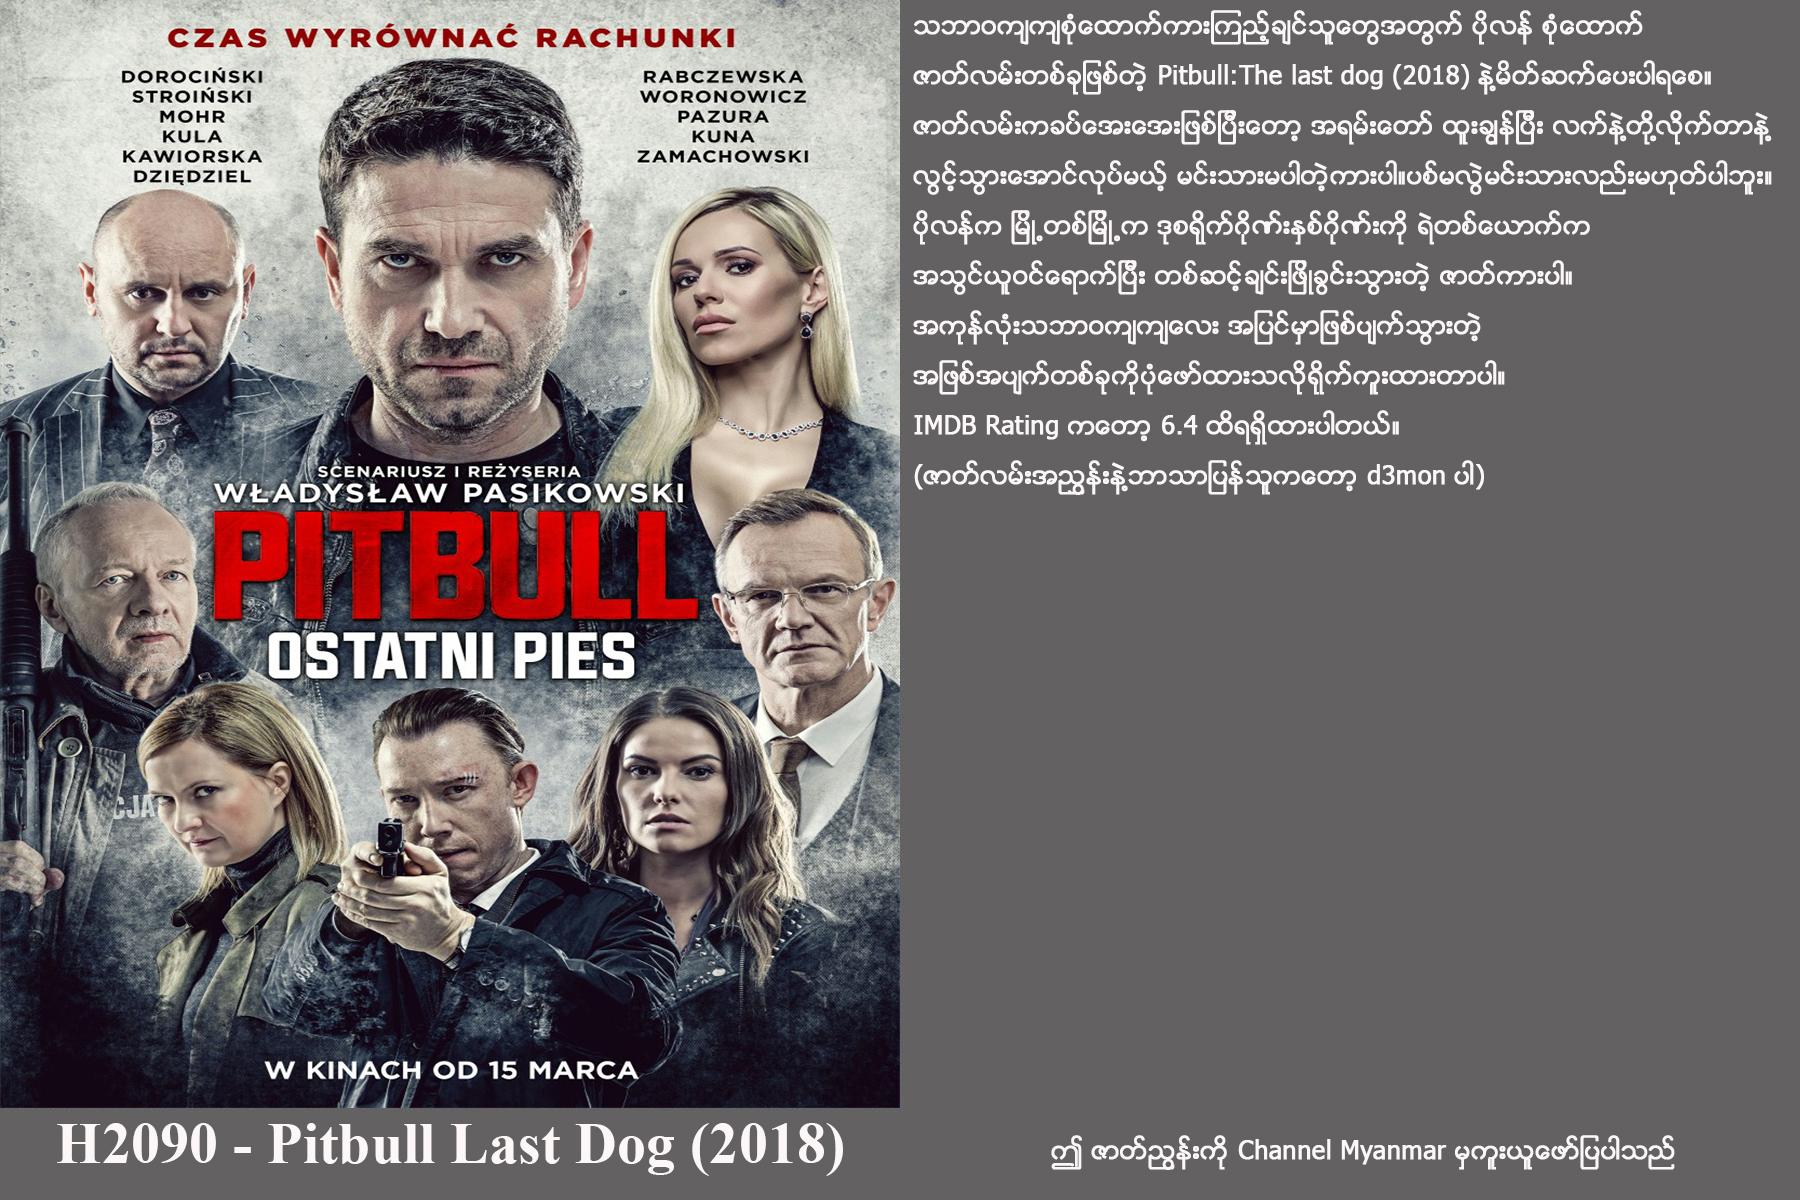 CZAS WYRÓWNAĆ RACHUNKI
DOROCIŃSKI
STROIŃSKI
MOHR
KULA
KAWIORSKA
DZIĘDZIEL
RABCZEWSKA
WORONOWICZ
PAZURA
KUNA
ZAMACHOWSKI
SCENARIUSZ I REŻYSERIA
WŁADYSŁAW PASIKOWSKI
PITBULL
OSTATNI PIES
W KINACH OD 15 MARCA
H2090 - Pitbull Last Dog (2018)
သဘာဝကျကျစုံထောက်ကားကြည့်ချင်သူတွေအတွက် ပိုလန် စုံထောက်
ဇာတ်လမ်းတစ်ခုဖြစ်တဲ့ Pitbull:The last dog (2018) နဲ့မိတ်ဆက်ပေးပါရစေ။
ဇာတ်လမ်းကခပ်အေးအေးဖြစ်ပြီးတော့ အရမ်းတော် ထူးချွန်ပြီး လက်နဲ့တို့လိုက်တာနဲ့
လွင့်သွားအောင်လုပ်မယ့် မင်းသားမပါတဲ့ကားပါ။ပစ်မလွဲမင်းသားလည်းမဟုတ်ပါဘူး။
ပိုလန်က မြို့တစ်မြို့က ဒုစရိုက်ဂိုဏ်းနှစ်ဂိုဏ်းကို ရဲတစ်ယောက်က
အသွင်ယူဝင်ရောက်ပြီး တစ်ဆင့်ချင်းဖြိုခွင်းသွားတဲ့ ဇာတ်ကားပါ။
အကုန်လုံးသဘာဝကျကျလေး အပြင်မှာဖြစ်ပျက်သွားတဲ့
အဖြစ်အပျက်တစ်ခုကိုပုံဖော်ထားသလိုရိုက်ကူးထားတာပါ။
IMDB Rating ကတော့ 6.4 ထိရရှိထားပါတယ်။
(ဇာတ်လမ်းအညွှန်းနဲ့ဘာသာပြန်သူကတော့ d3mon ပါ)
ဤ ဇာတ်ညွှန်းကို Channel Myanmar မှကူးယူဖော်ပြပါသည်